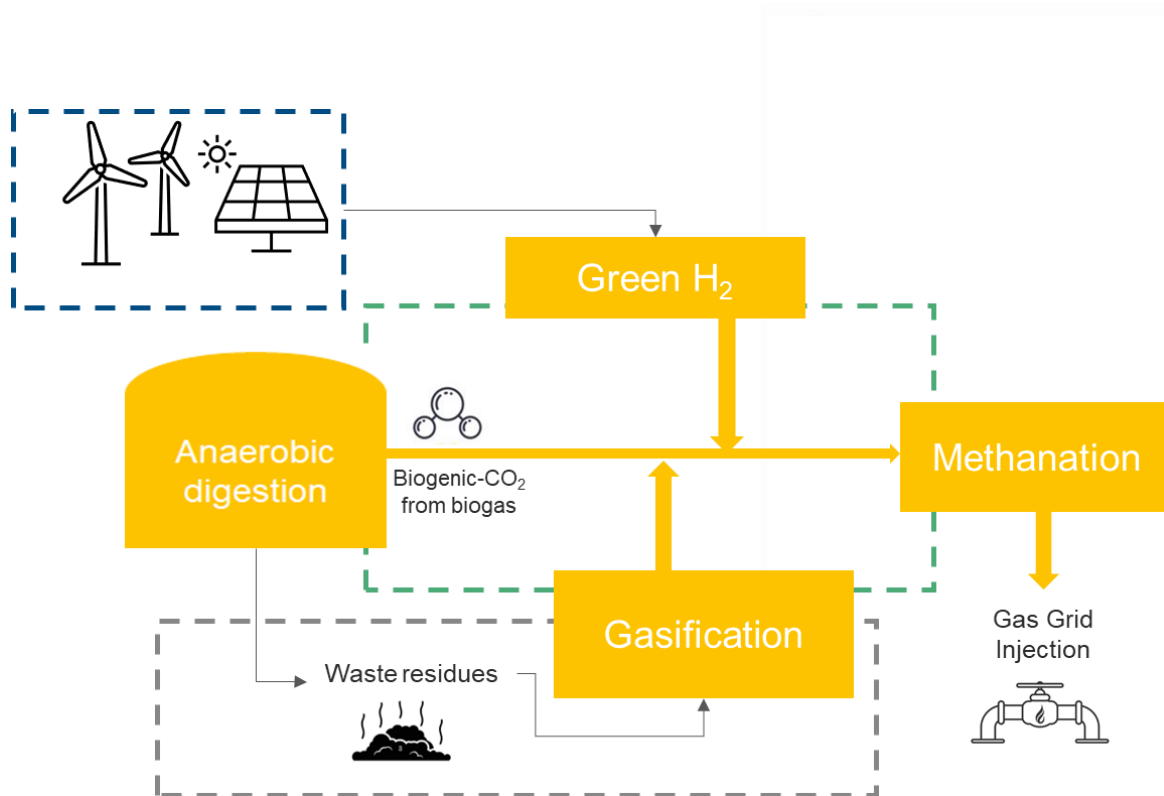 Green H₂
Anaerobic
digestion
Biogenic-CO₂
from biogas
Methanation
Gasification
Gas Grid
Injection
Waste residues